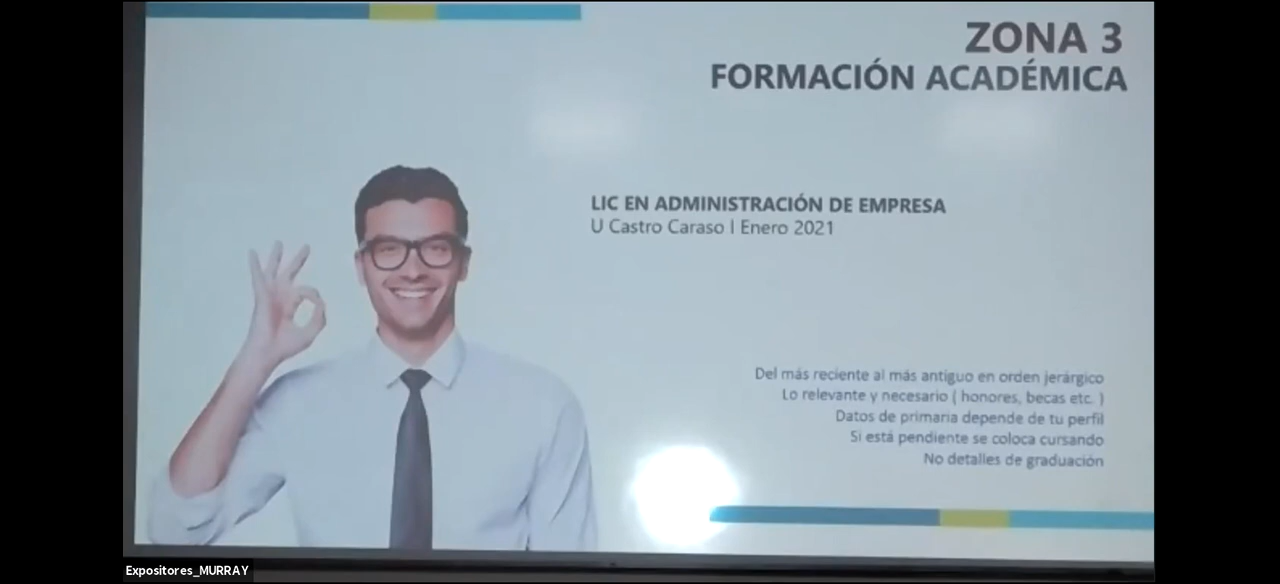 ZONA 3
FORMACIÓN ACADÉMICA
LIC EN ADMINISTRACIÓN DE EMPRESA
U Castro Caraso l Enero 2021
Del más reciente al más antiguo en orden jerárgico
Lo relevante y necesario ( honores, becas etc. )
Datos de primaria depende de tu perfil
Si está pendiente se coloca cursando
No detalles de graduación
Expositores_MURRAY